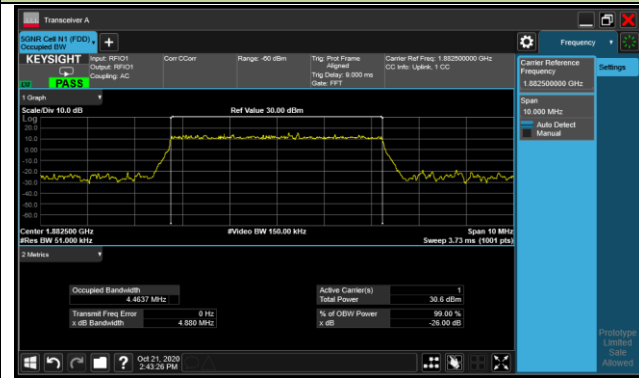 Transceiver A
5GNR Cell N1 (FDD)
Occupied BW
+
Frequency
KEYSIGHT
PASS
Input: RFIO1
Output: RFIO1
Coupling: AC
Corr CCorr
Range: -60 dBm
Trig: Prot Frame
Aligned
Trig Delay: 9.000 ms
Gate: FFT
Carrier Ref Freq: 1.882500000 GHz
CC Info: Uplink, 1 CC
Carrier Reference
Frequency
1.882500000 GHz
Settings
Span
10.000 MHz
Auto Detect
Manual
1 Graph
Scale/Div 10.0 dB
Ref Value 30.00 dBm
Log
20.0
10.0
0.00
-10.0
-20.0
-30.0
-40.0
-50.0
-60.0
Center 1.882500 GHz
#Video BW 150.00 kHz
Span 10 MHz
#Res BW 51.000 kHz
Sweep 3.73 ms (1001 pts)
2 Metrics
Occupied Bandwidth
4.4637 MHz
Active Carrier(s) 1
Total Power 30.6 dBm
Transmit Freq Error 0 Hz
x dB Bandwidth 4.880 MHz
% of OBW Power 99.00 %
x dB -26.00 dB
?
Oct 21, 2020
2:43:26 PM
Prototype
Limited
Sale
Allowed